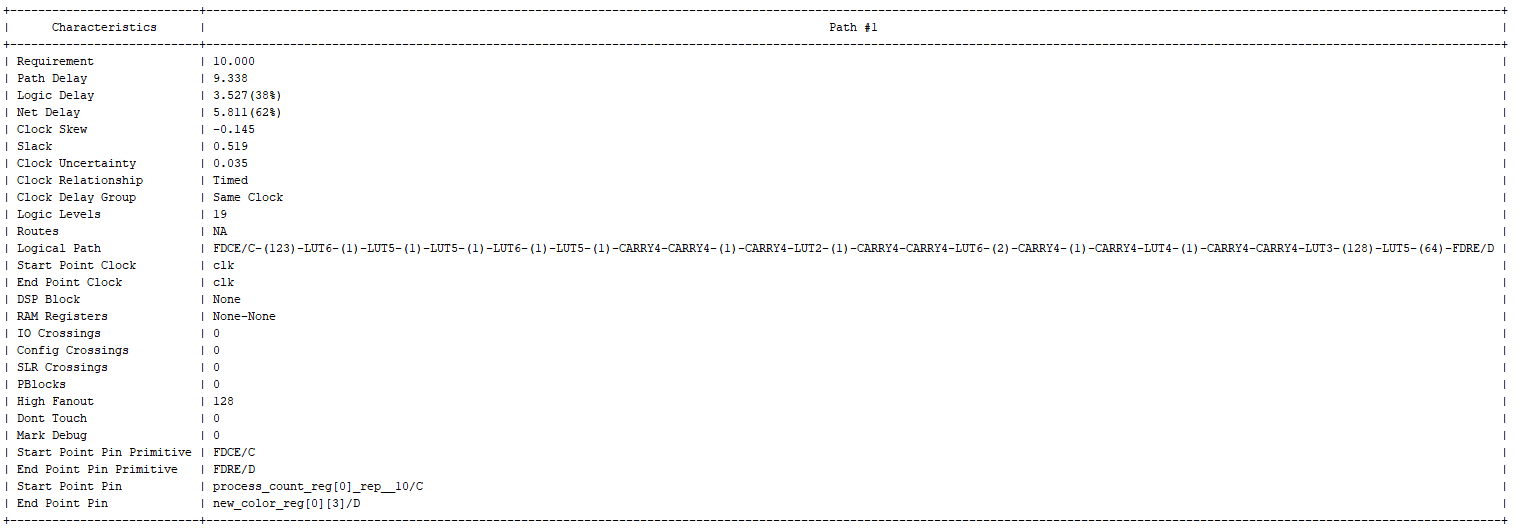 +---------------------------+------------------------------------------------------------------------------------------------------------------------------------------------------------------------------------------+
| Characteristics | Path #1 |
+---------------------------+------------------------------------------------------------------------------------------------------------------------------------------------------------------------------------------+
| Requirement | 10.000 |
| Path Delay | 9.338 |
| Logic Delay | 3.527(38%) |
| Net Delay | 5.811(62%) |
| Clock Skew | -0.145 |
| Slack | 0.519 |
| Clock Uncertainty | 0.035 |
| Clock Relationship | Timed |
| Clock Delay Group | Same Clock |
| Logic Levels | 19 |
| Routes | NA |
| Logical Path | FDCE/C-(123)-LUT6-(1)-LUT5-(1)-LUT5-(1)-LUT6-(1)-LUT5-(1)-CARRY4-CARRY4-(1)-CARRY4-LUT2-(1)-CARRY4-CARRY4-LUT6-(2)-CARRY4-(1)-CARRY4-LUT4-(1)-CARRY4-CARRY4-LUT3-(128)-LUT5-(64)-FDRE/D |
| Start Point Clock | clk |
| End Point Clock | clk |
| DSP Block | None |
| RAM Registers | None-None |
| IO Crossings | 0 |
| Config Crossings | 0 |
| SLR Crossings | 0 |
| PBlocks | 0 |
| High Fanout | 128 |
| Dont Touch | 0 |
| Mark Debug | 0 |
| Start Point Pin Primitive | FDCE/C |
| End Point Pin Primitive | FDRE/D |
| Start Point Pin | process_count_reg[0]_rep__10/C |
| End Point Pin | new_color_reg[0][3]/D |
+---------------------------+------------------------------------------------------------------------------------------------------------------------------------------------------------------------------------------+